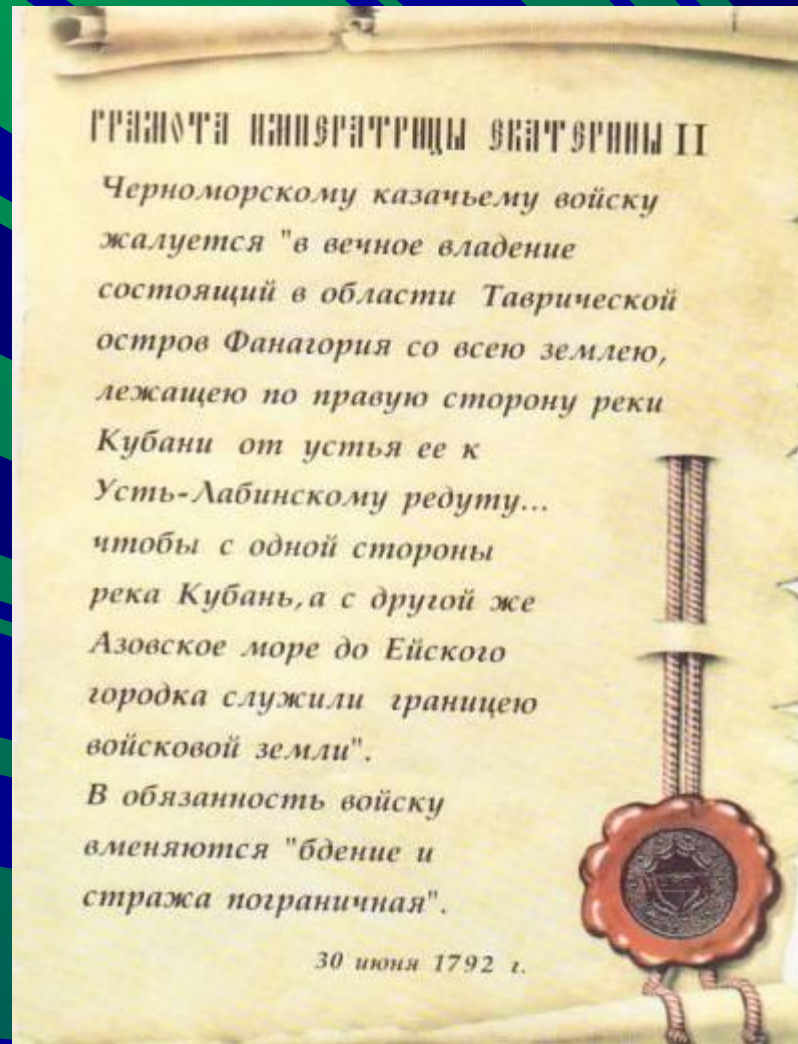 ГРАМОТА ИМПЕРАТРИЦЫ ЕКАТЕРИНЫ II
Черноморскому казачьему войску
жалуется "в вечное владение
состоящий в области Таврической
остров Фанагория со всею землею,
лежащею по правую сторону реки
Кубани от устья ее к
Усть-Лабинскому редуту...
чтобы с одной стороны
река Кубань,а с другой же
Азовское море до Ейского
городка служили границею
войсковой земли".
В обязанность войску
вменяются "бдение и
стража пограничная".
30 июня 1792 г.